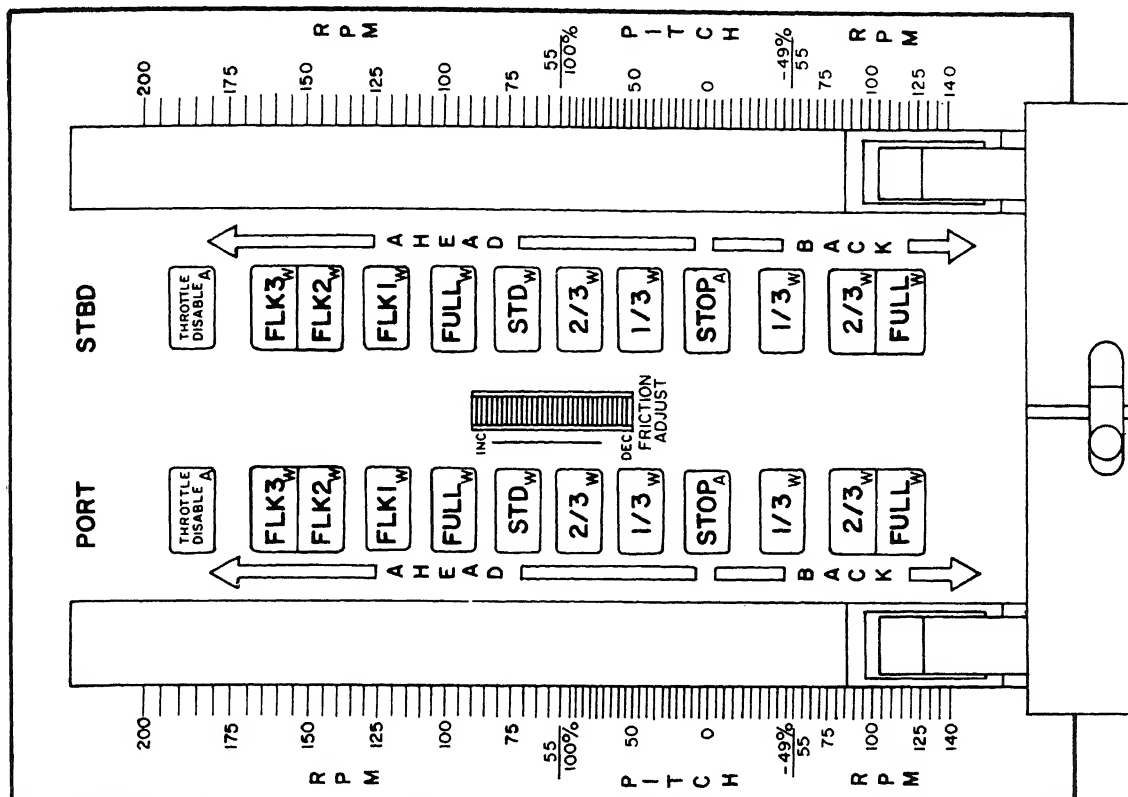 PORT
STBD
200
175
150
125
100
75
55
100%
50
0
-49%
55
75
100
125
140
RPM
PITCH
RPM
AHEAD
BACK
THROTTLE
DISABLE A
FLK3 W
FLK2 W
FLK1 W
FULL W
STD W
2/3 W
1/3 W
STOP A
1/3 W
2/3 W
FULL W
INC
DEC
FRICTION
ADJUST
THROTTLE
DISABLE A
FLK3 W
FLK2 W
FLK1 W
FULL W
STD W
2/3 W
1/3 W
STOP A
1/3 W
2/3 W
FULL W
AHEAD
BACK
200
175
150
125
100
75
55
100%
50
0
-49%
55
75
100
125
140
RPM
PITCH
RPM